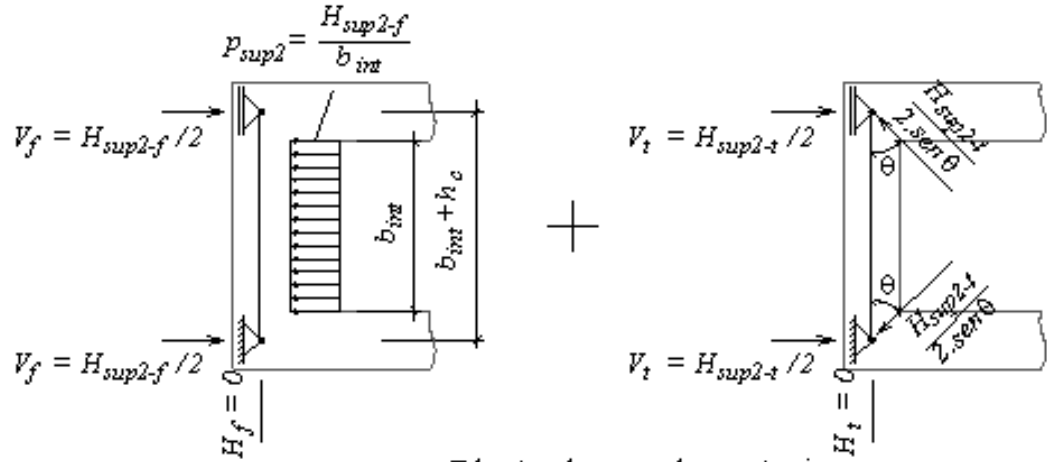 p_sup2 = H_sup2-f / b_int
V_f = H_sup2-f /2
V_f = H_sup2-f /2
H_f = 0
b_int
b_int + h_c
+
V_t = H_sup2-t /2
V_t = H_sup2-t /2
H_t = 0
H_sup2-t / 2.sen θ
θ
θ
H_sup2-t / 2.sen θ